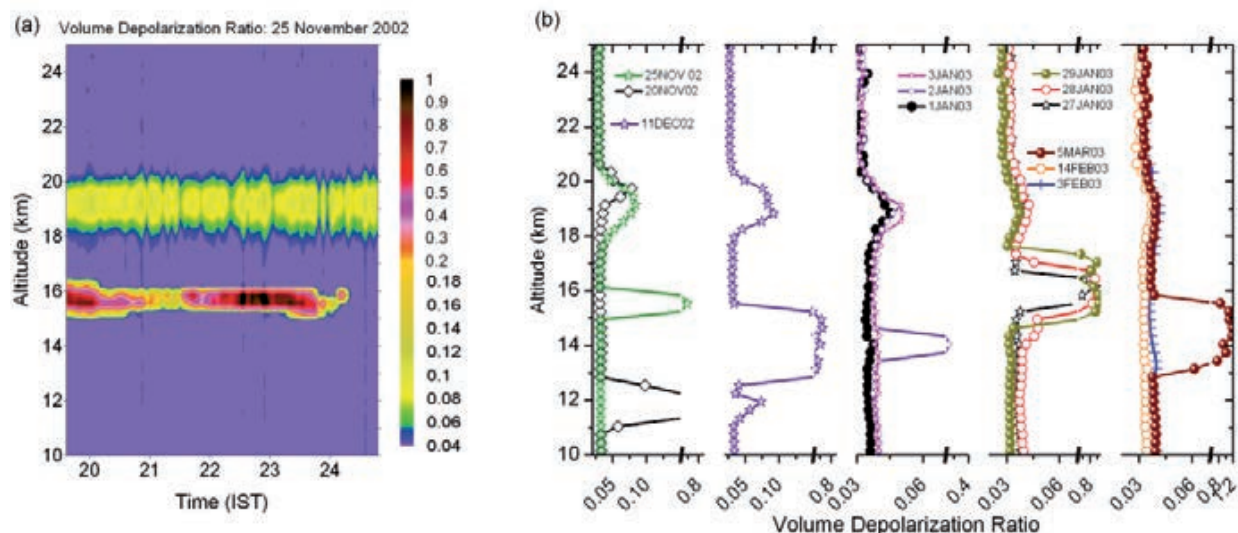 (a)
Volume Depolarization Ratio: 25 November 2002
Altitude (km)
24
22
20
18
16
14
12
10
20 21 22 23 24
Time (IST)
1
0.9
0.8
0.7
0.6
0.5
0.4
0.3
0.2
0.18
0.16
0.14
0.12
0.1
0.08
0.06
0.04
(b)
Altitude (km)
24
22
20
18
16
14
12
10
25NOV 02
20NOV02
11DEC02
3JAN03
2JAN03
1JAN03
29JAN03
28JAN03
27JAN03
5MAR03
14FEB03
3FEB03
0.05 0.10 0.8 0.05 0.10 0.8 0.03 0.06 0.4 0.03 0.06 0.8 0.03 0.06 1.2
Volume Depolarization Ratio